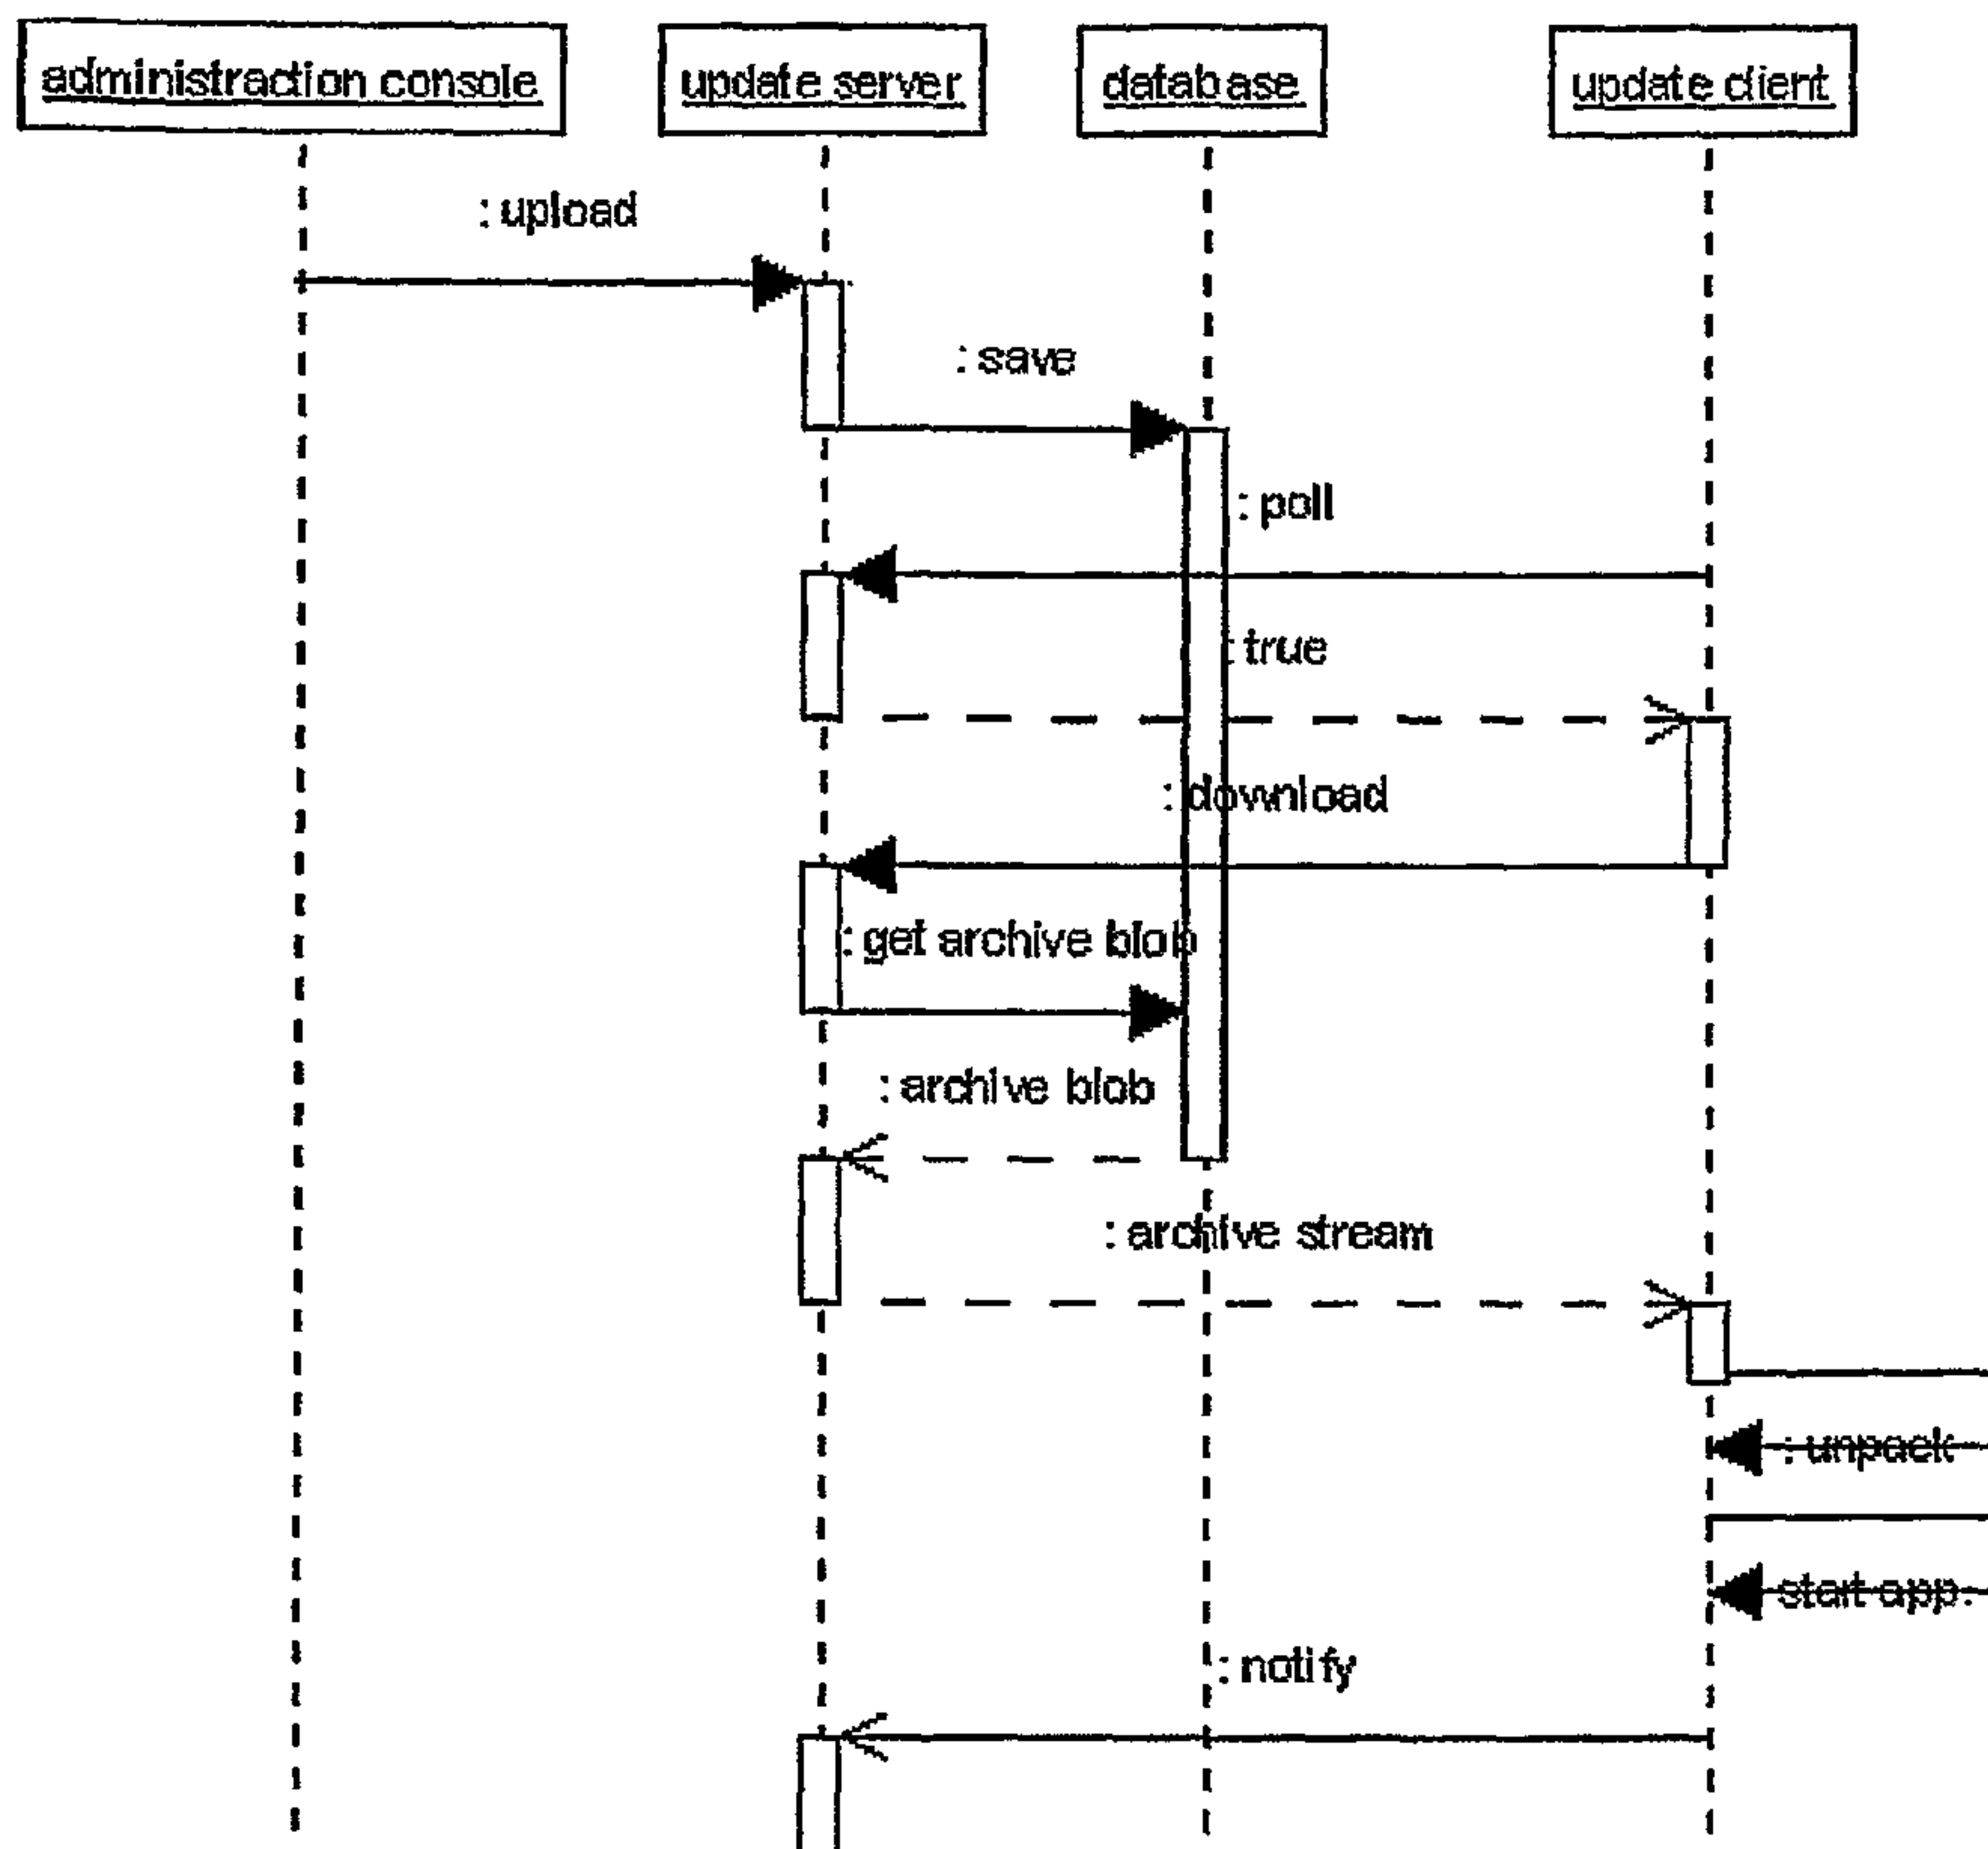 administraction console
update server
database
update client
: upload
: save
: poll
: true
: download
: get archive blob
: archive blob
: archive stream
: unpack
start app.
: notify